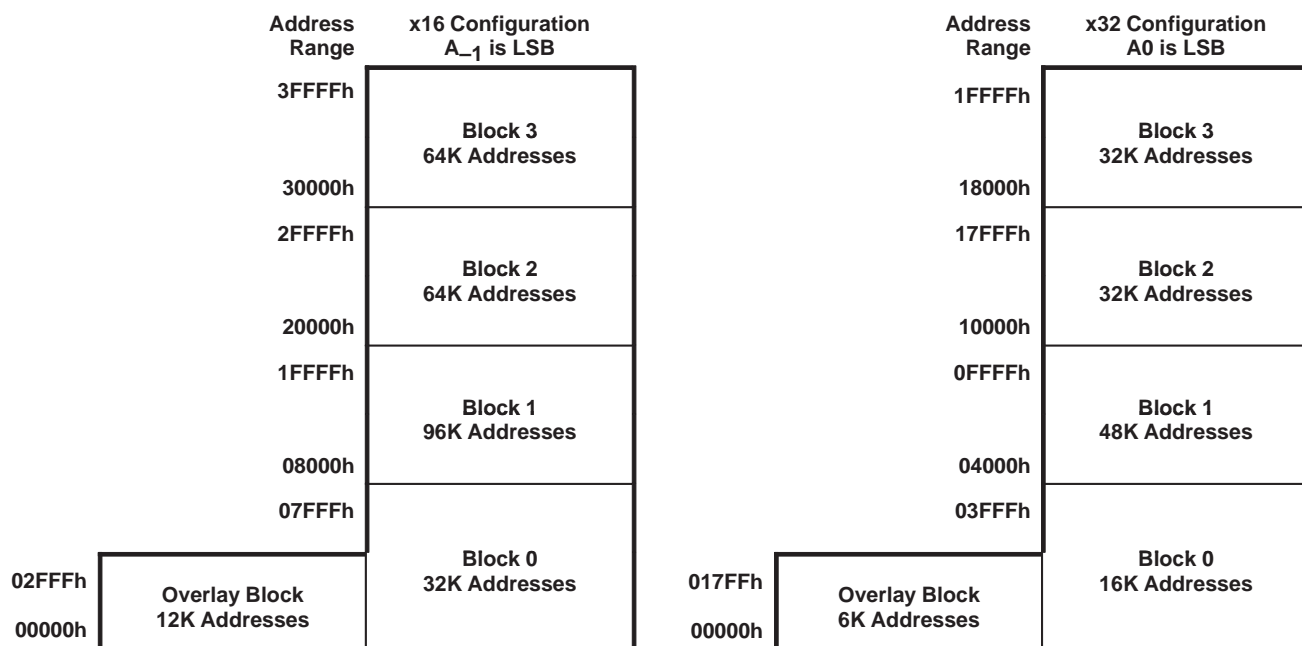 Address
Range
x16 Configuration
A–1 is LSB
3FFFFh
Block 3
64K Addresses
30000h
2FFFFh
Block 2
64K Addresses
20000h
1FFFFh
Block 1
96K Addresses
08000h
07FFFh
Block 0
32K Addresses
02FFFh
Overlay Block
12K Addresses
00000h
Address
Range
x32 Configuration
A0 is LSB
1FFFFh
Block 3
32K Addresses
18000h
17FFFh
Block 2
32K Addresses
10000h
0FFFFh
Block 1
48K Addresses
04000h
03FFFh
Block 0
16K Addresses
017FFh
Overlay Block
6K Addresses
00000h